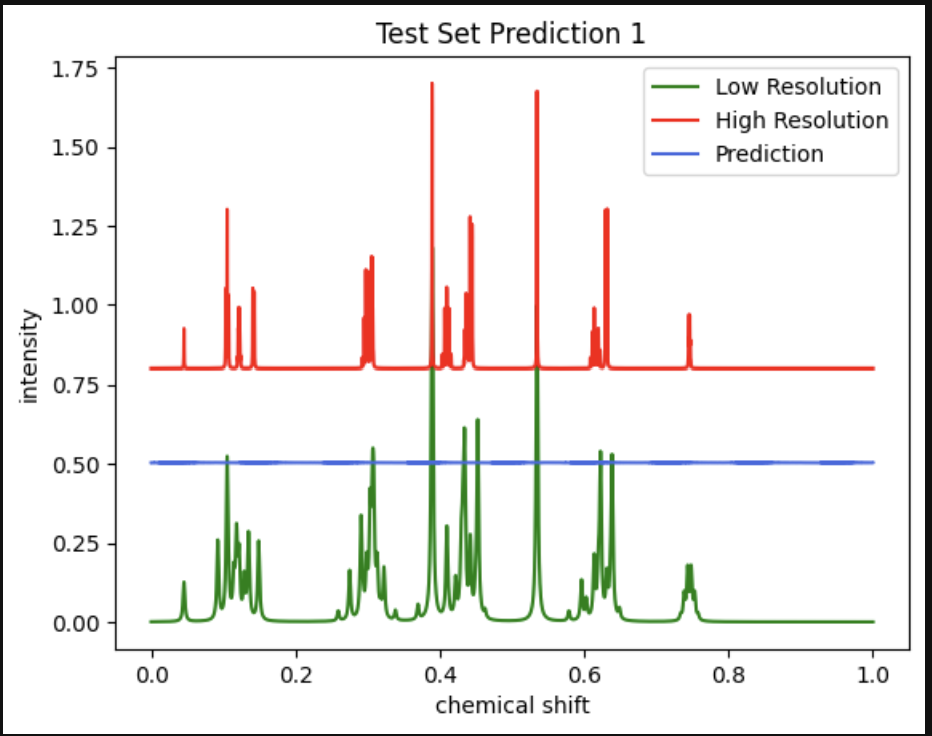 Test Set Prediction 1
Low Resolution
High Resolution
Prediction
1.75
1.50
1.25
1.00
0.75
0.50
0.25
0.00
intensity
0.0 0.2 0.4 0.6 0.8 1.0
chemical shift